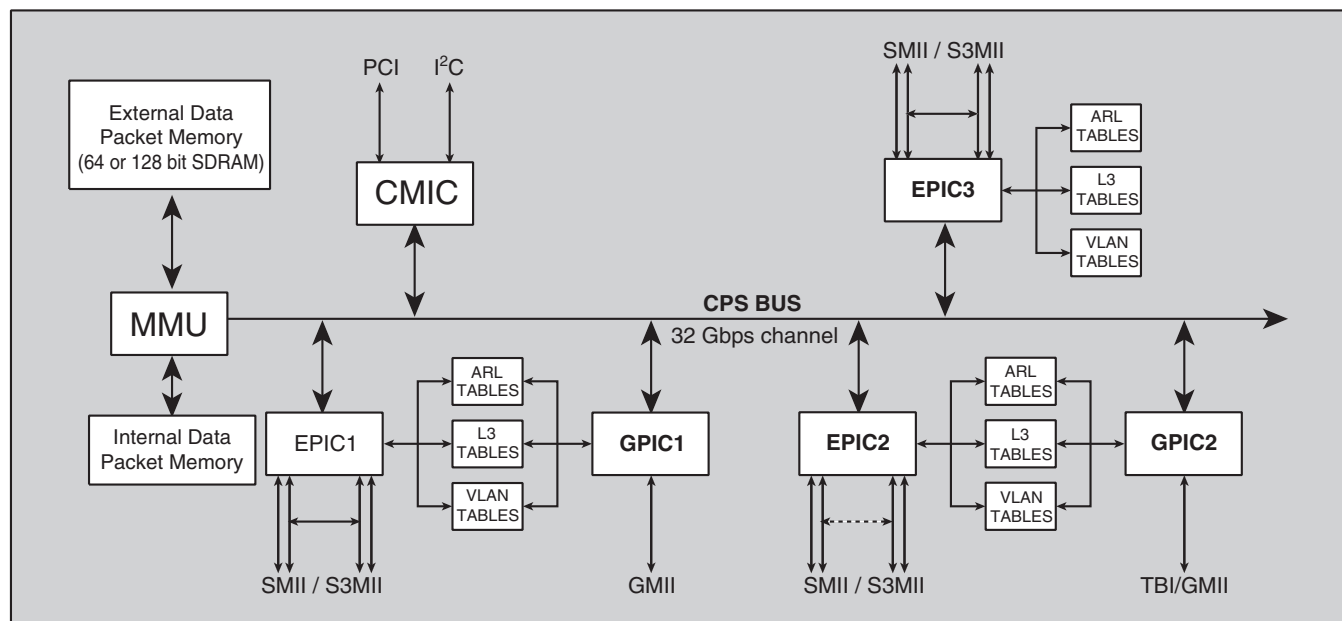 PCI
I²C
SMII / S3MII
External Data
Packet Memory
(64 or 128 bit SDRAM)
CMIC
EPIC3
ARL
TABLES
L3
TABLES
VLAN
TABLES
MMU
CPS BUS
32 Gbps channel
Internal Data
Packet Memory
EPIC1
ARL
TABLES
L3
TABLES
VLAN
TABLES
GPIC1
EPIC2
ARL
TABLES
L3
TABLES
VLAN
TABLES
GPIC2
SMII / S3MII
GMII
SMII / S3MII
TBI/GMII